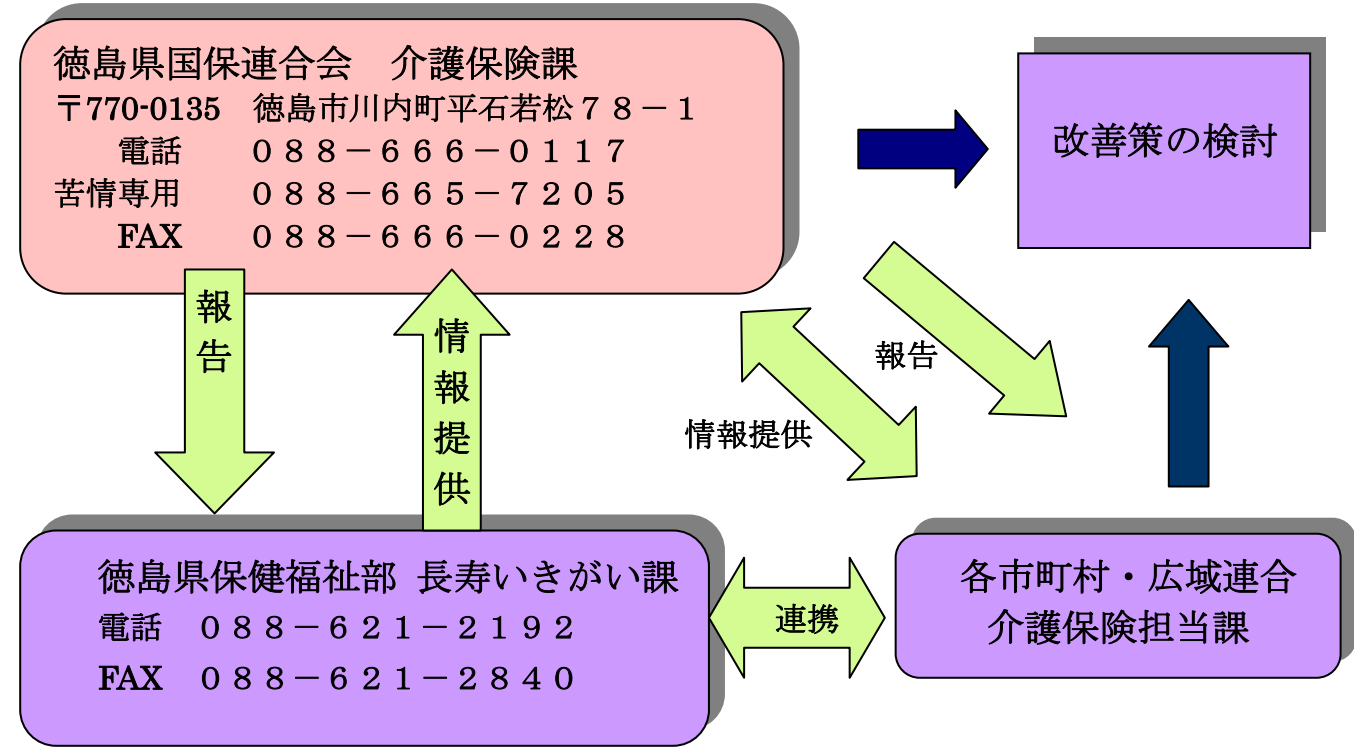 徳島県国保連合会　介護保険課
〒770-0135　徳島市川内町平石若松７８－１
電話　０８８－６６６－０１１７
苦情専用　０８８－６６５－７２０５
FAX　０８８－６６６－０２２８
改善策の検討
報告
情報提供
報告
情報提供
徳島県保健福祉部 長寿いきがい課
電話　０８８－６２１－２１９２
FAX　０８８－６２１－２８４０
連携
各市町村・広域連合
介護保険担当課